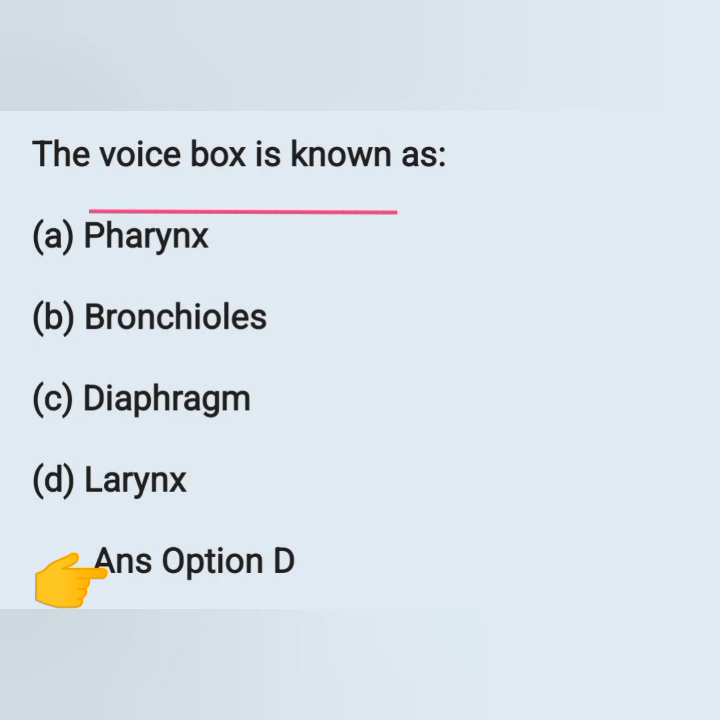 The voice box is known as:
(a) Pharynx
(b) Bronchioles
(c) Diaphragm
(d) Larynx
Ans Option D